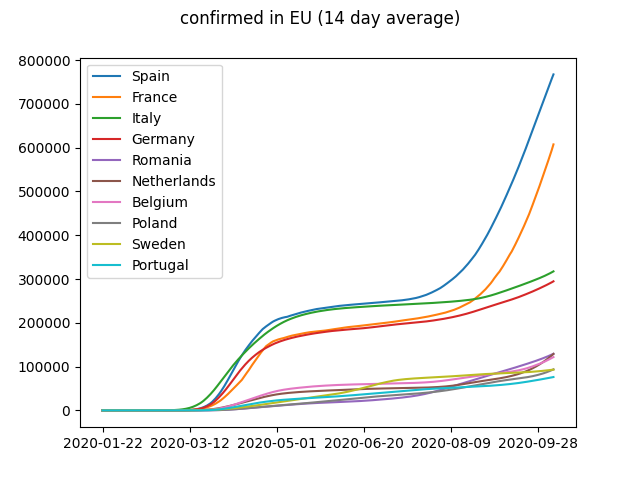 confirmed in EU (14 day average)
800000
700000
600000
500000
400000
300000
200000
100000
0
Spain
France
Italy
Germany
Romania
Netherlands
Belgium
Poland
Sweden
Portugal
2020-01-22 2020-03-12 2020-05-01 2020-06-20 2020-08-09 2020-09-28